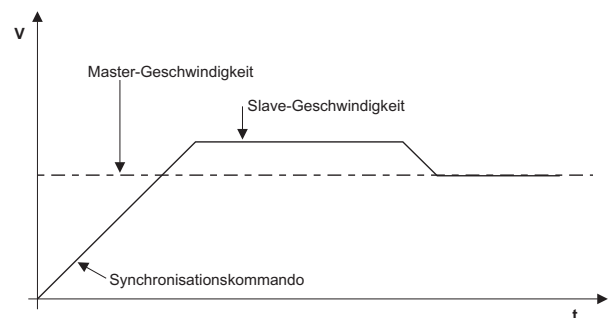 V
Master-Geschwindigkeit
Slave-Geschwindigkeit
Synchronisationskommando
t